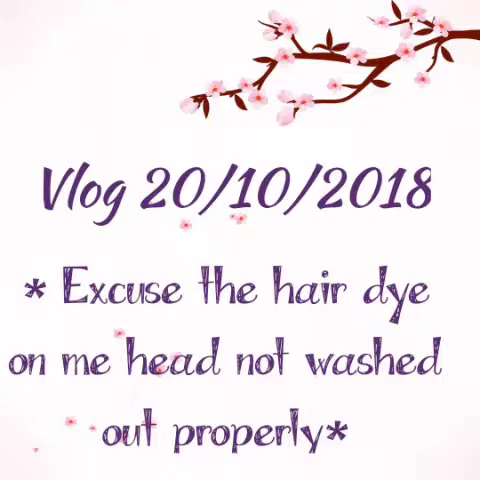 Vlog 20/10/2018
* Excuse the hair dye
on me head not washed
out properly*